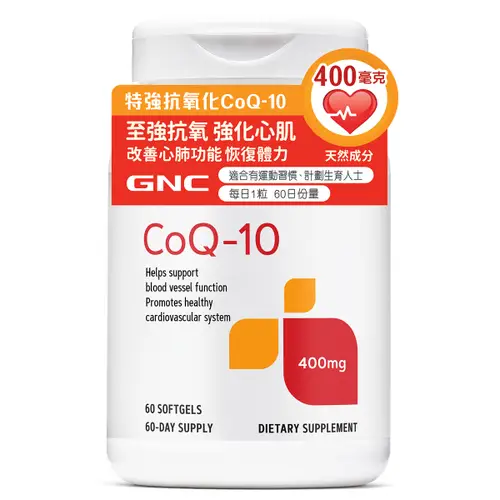 400毫克
特強抗氧化CoQ-10
至強抗氧 強化心肌
改善心肺功能 恢復體力
天然成分
GNC
適合有運動習慣、計劃生育人士
每日1粒 60日份量
CoQ-10
Helps support
blood vessel function
Promotes healthy
cardiovascular system
400mg
60 SOFTGELS
60-DAY SUPPLY
DIETARY SUPPLEMENT